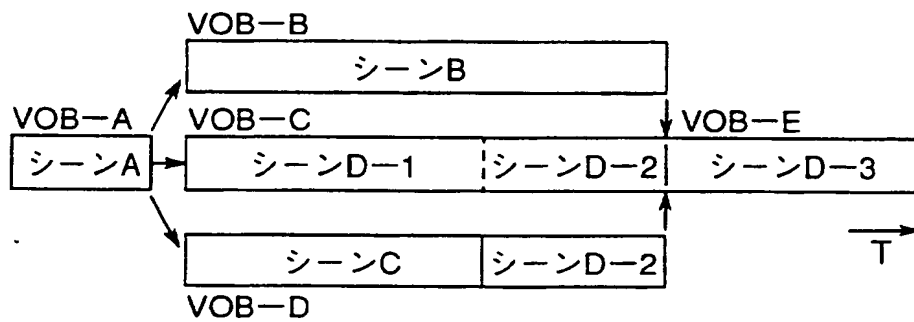 VOB－B
シーンB
VOB－A
VOB－C
VOB－E
シーンA
シーンD－1
シーンD－2
シーンD－3
シーンC
シーンD－2
T
VOB－D